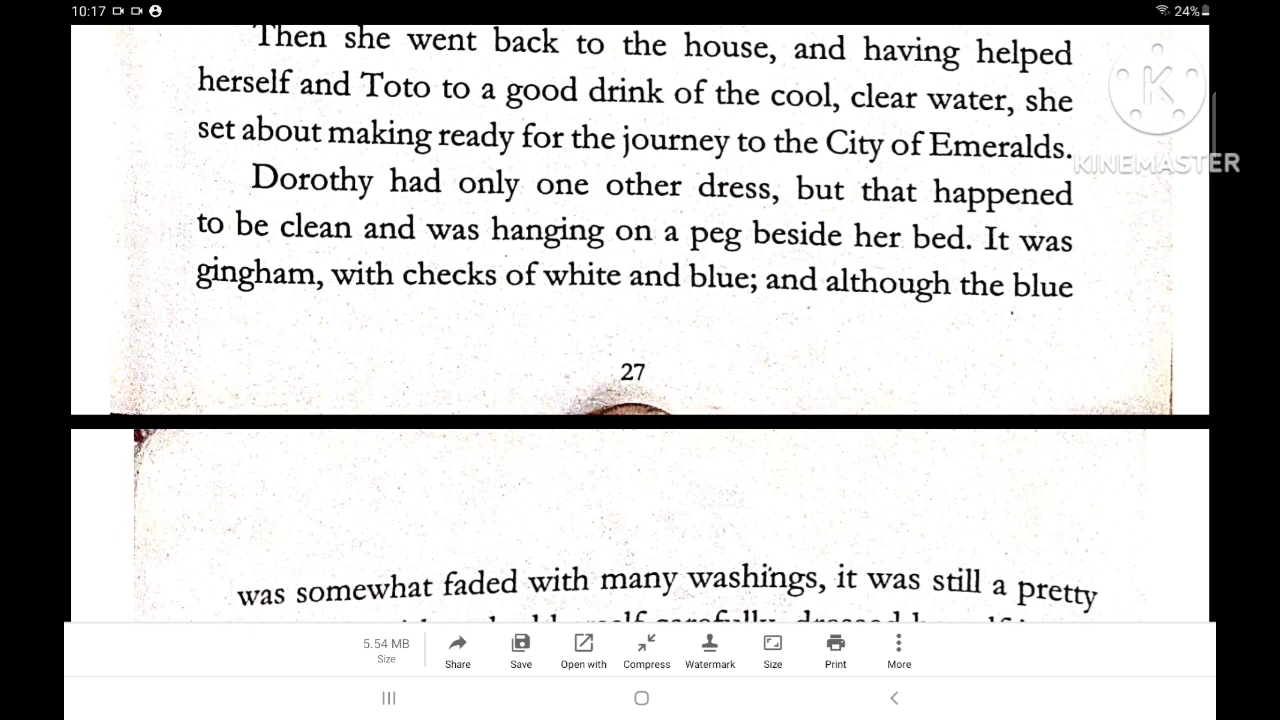 10:17 24%
Then she went back to the house, and having helped
herself and Toto to a good drink of the cool, clear water, she
set about making ready for the journey to the City of Emeralds.
K
KINEMASTER
Dorothy had only one other dress, but that happened
to be clean and was hanging on a peg beside her bed. It was
gingham, with checks of white and blue; and although the blue
27
was somewhat faded with many washings, it was still a pretty
5.54 MB
Size
Share Save Open with Compress Watermark Size Print More